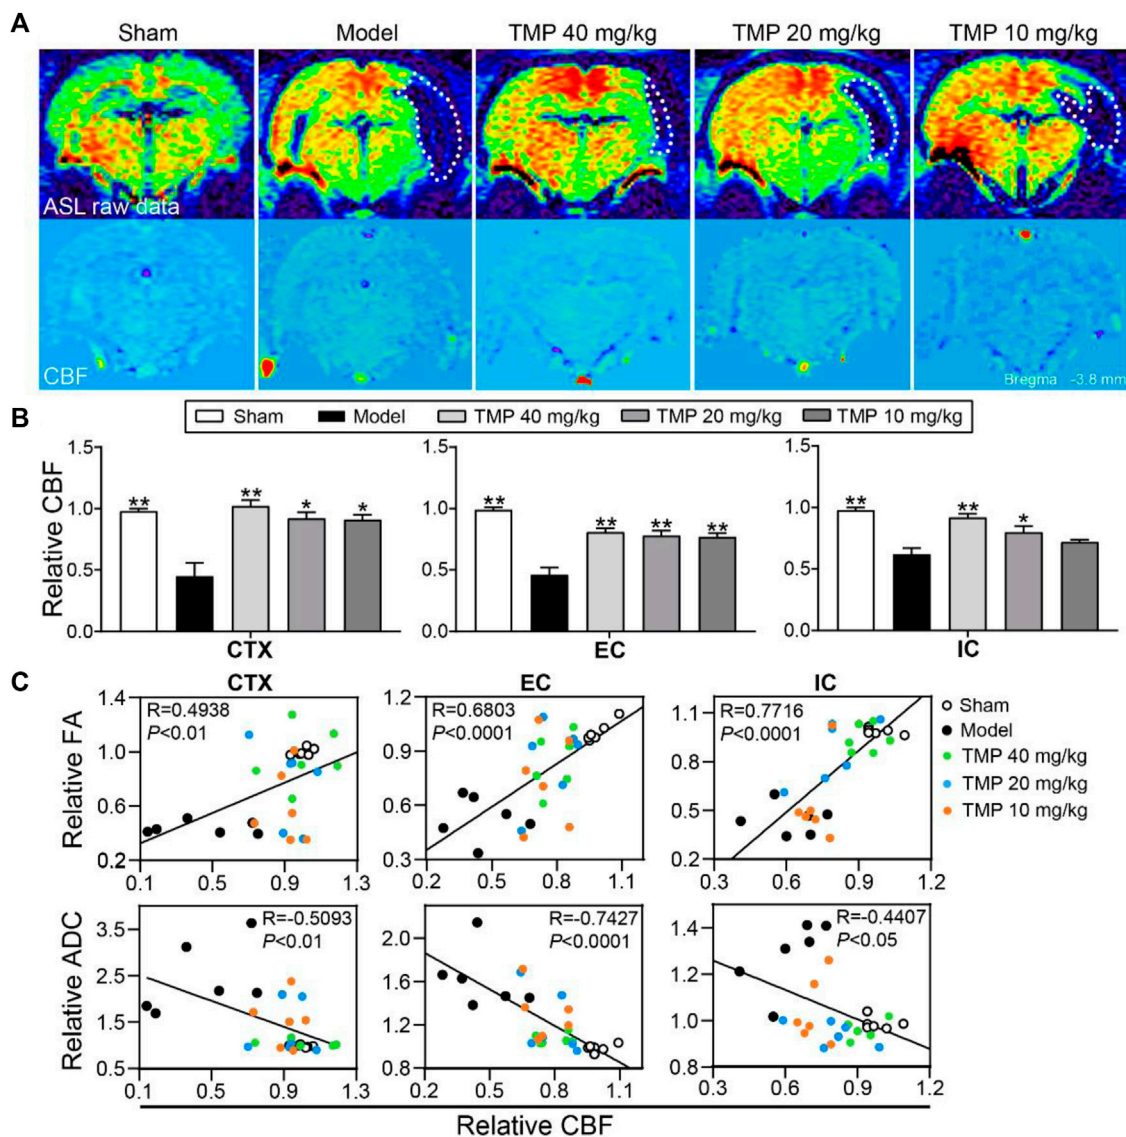 A
Sham Model TMP 40 mg/kg TMP 20 mg/kg TMP 10 mg/kg
ASL raw data
CBF
Bregma -3.8 mm
B
Sham Model TMP 40 mg/kg TMP 20 mg/kg TMP 10 mg/kg
Relative CBF
1.5 1.5 1.5
** ** * * ** ** ** ** ** ** *
1.0 1.0 1.0
0.5 0.5 0.5
0.0 0.0 0.0
CTX EC IC
C
CTX EC IC
Relative FA
1.4 1.0 0.6 0.2
R=0.4938
P<0.01
0.1 0.5 0.9 1.3
1.2 0.9 0.6 0.3
R=0.6803
P<0.0001
0.2 0.5 0.8 1.1
1.1 0.8 0.5 0.2
R=0.7716
P<0.0001
0.3 0.6 0.9 1.2
Sham
Model
TMP 40 mg/kg
TMP 20 mg/kg
TMP 10 mg/kg
Relative ADC
3.5 2.5 1.5 0.5
R=-0.5093
P<0.01
0.1 0.5 0.9 1.3
2.0 1.6 1.2 0.8
R=-0.7427
P<0.0001
0.2 0.5 0.8 1.1
1.4 1.2 1.0 0.8
R=-0.4407
P<0.05
0.3 0.6 0.9 1.2
Relative CBF